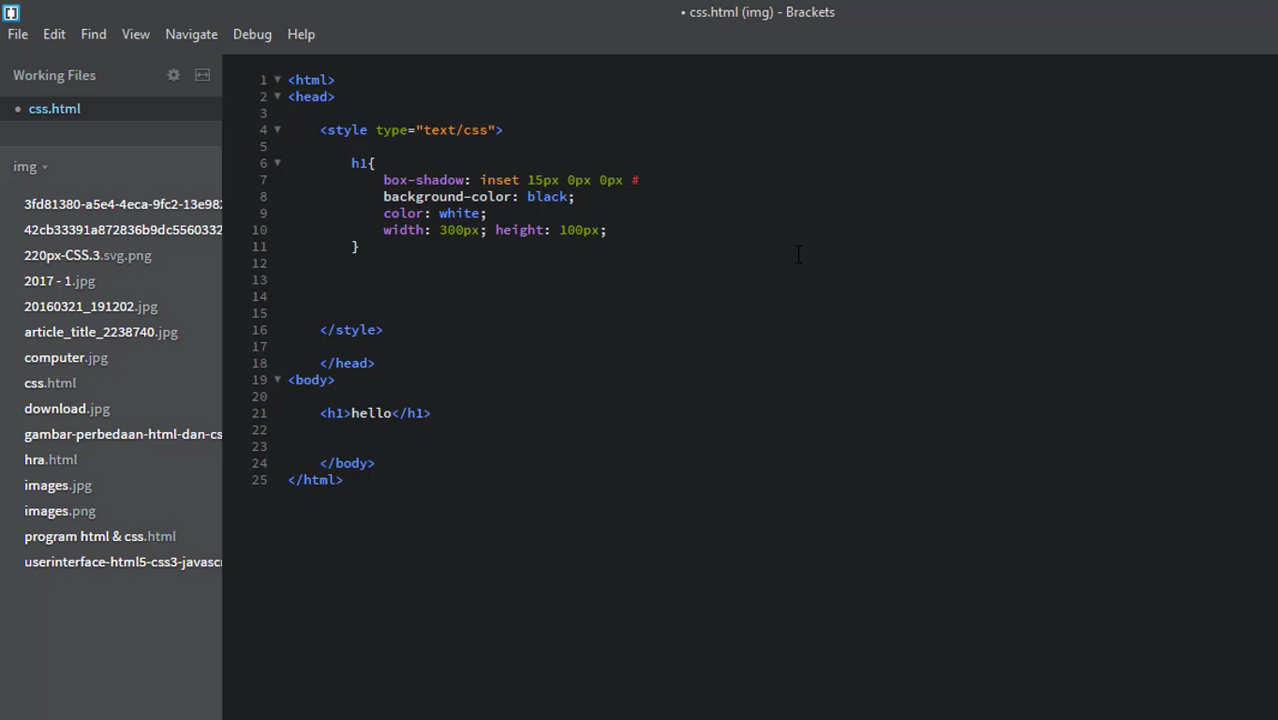 • css.html (img) - Brackets
File Edit Find View Navigate Debug Help
Working Files
• css.html
img
3fd81380-a5e4-4eca-9fc2-13e982
42cb33391a872836b9dc5560332
220px-CSS.3.svg.png
2017 - 1.jpg
20160321_191202.jpg
article_title_2238740.jpg
computer.jpg
css.html
download.jpg
gambar-perbedaan-html-dan-cs
hra.html
images.jpg
images.png
program html & css.html
userinterface-html5-css3-javascr
1 <html>
2 <head>
3
4 <style type="text/css">
5
6 h1{
7 box-shadow: inset 15px 0px 0px #
8 background-color: black;
9 color: white;
10 width: 300px; height: 100px;
11 }
12
13
14
15
16 </style>
17
18 </head>
19 <body>
20
21 <h1>hello</h1>
22
23
24 </body>
25 </html>